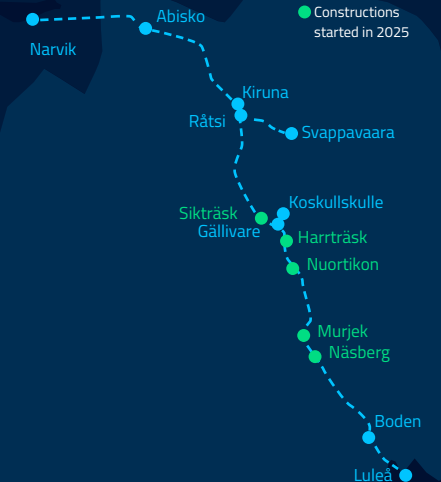 Constructions
started in 2025
Abisko
Narvik
Kiruna
Råtsi
Svappavaara
Koskullskulle
Sikträsk
Gällivare
Harrträsk
Nuortikon
Murjek
Näsberg
Boden
Luleå